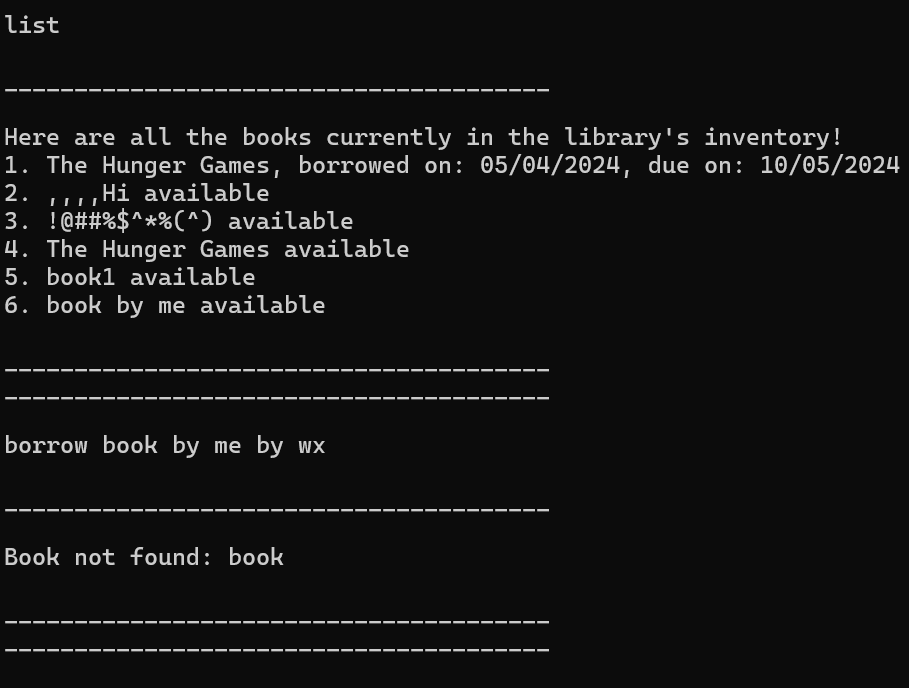 list
---------------------------------------
Here are all the books currently in the library's inventory!
1. The Hunger Games, borrowed on: 05/04/2024, due on: 10/05/2024
2. ,,,,Hi available
3. !@##%$^*%(^) available
4. The Hunger Games available
5. book1 available
6. book by me available
---------------------------------------
---------------------------------------
borrow book by me by wx
---------------------------------------
Book not found: book
---------------------------------------
---------------------------------------